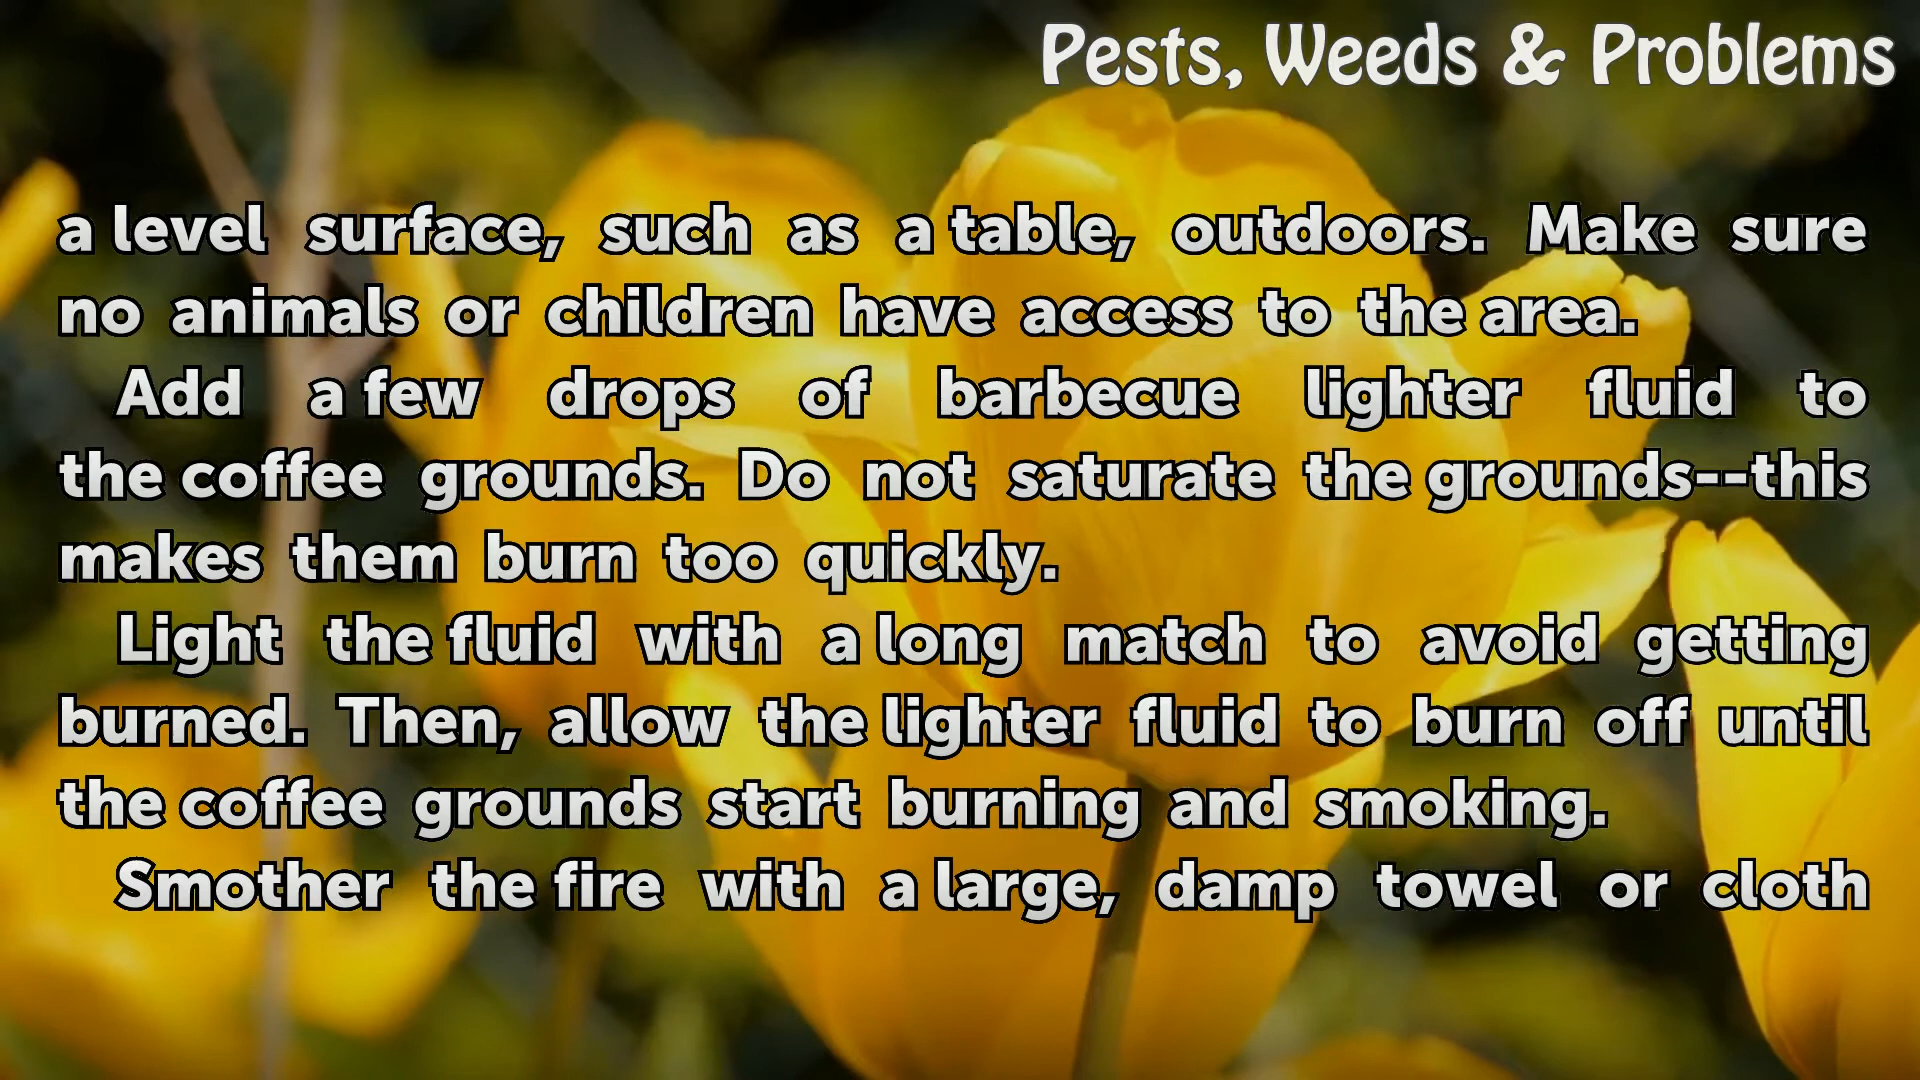 Pests, Weeds & Problems
a level surface, such as a table, outdoors. Make sure
no animals or children have access to the area.
Add a few drops of barbecue lighter fluid to
the coffee grounds. Do not saturate the grounds--this
makes them burn too quickly.
Light the fluid with a long match to avoid getting
burned. Then, allow the lighter fluid to burn off until
the coffee grounds start burning and smoking.
Smother the fire with a large, damp towel or cloth